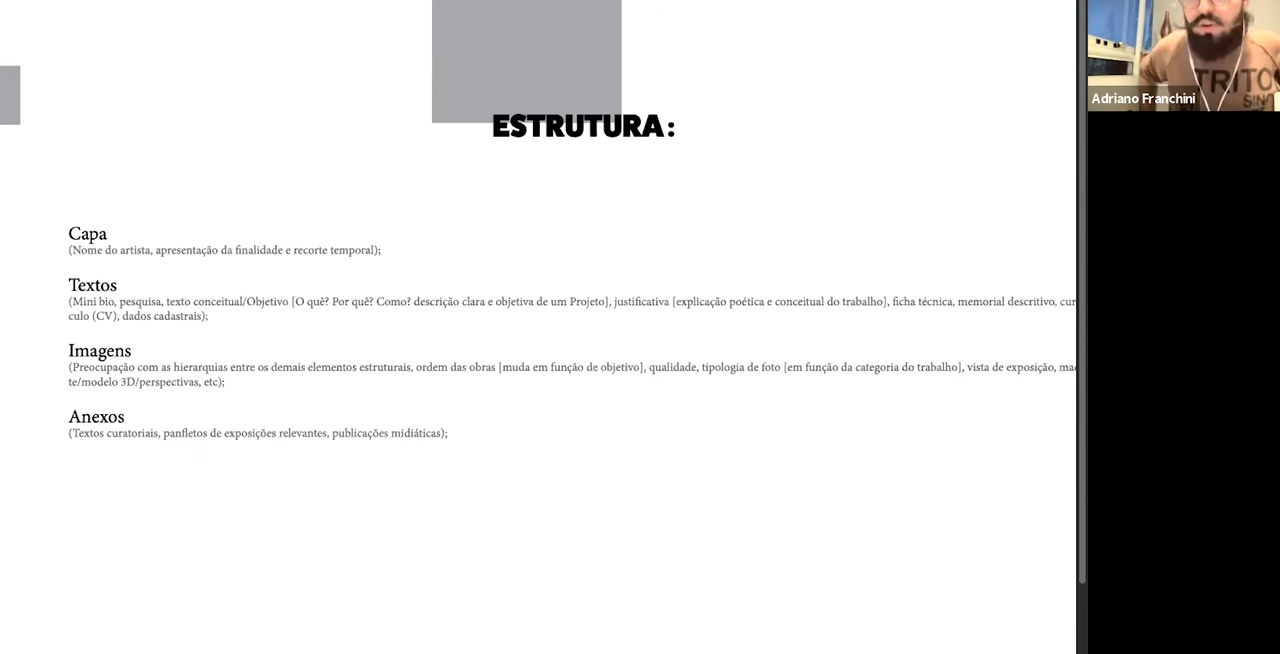 ESTRUTURA:
Capa
(Nome do artista, apresentação da finalidade e recorte temporal);
Textos
(Mini bio, pesquisa, texto conceitual/Objetivo [O quê? Por quê? Como? descrição clara e objetiva de um Projeto], justificativa [explicação poética e conceitual do trabalho], ficha técnica, memorial descritivo,
culo (CV), dados cadastrais);
Imagens
(Preocupação com as hierarquias entre os demais elementos estruturais, ordem das obras [muda em função de objetivo], qualidade, tipologia de foto [em função da categoria do trabalho], vista de exposição,
te/modelo 3D/perspectivas, etc);
Anexos
(Textos curatoriais, panfletos de exposições relevantes, publicações midiáticas);
TRITO
SIN
Adriano Franchini